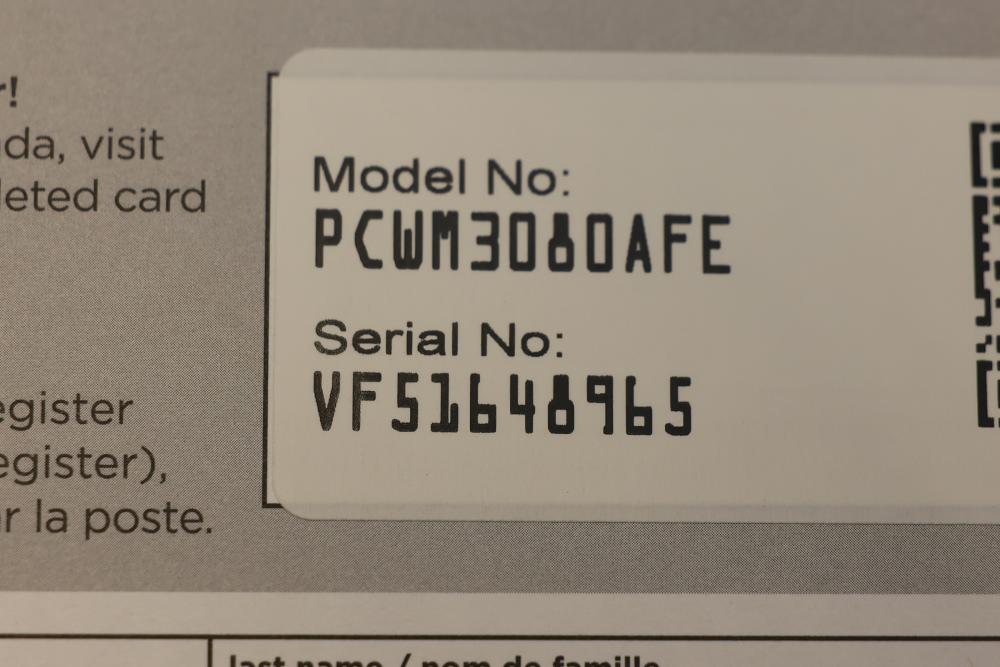 r!
da, visit
leted card
Model No:
PCWM3080AFE
Serial No:
VF51648965
egister
egister),
r la poste.
last name / nom de famille